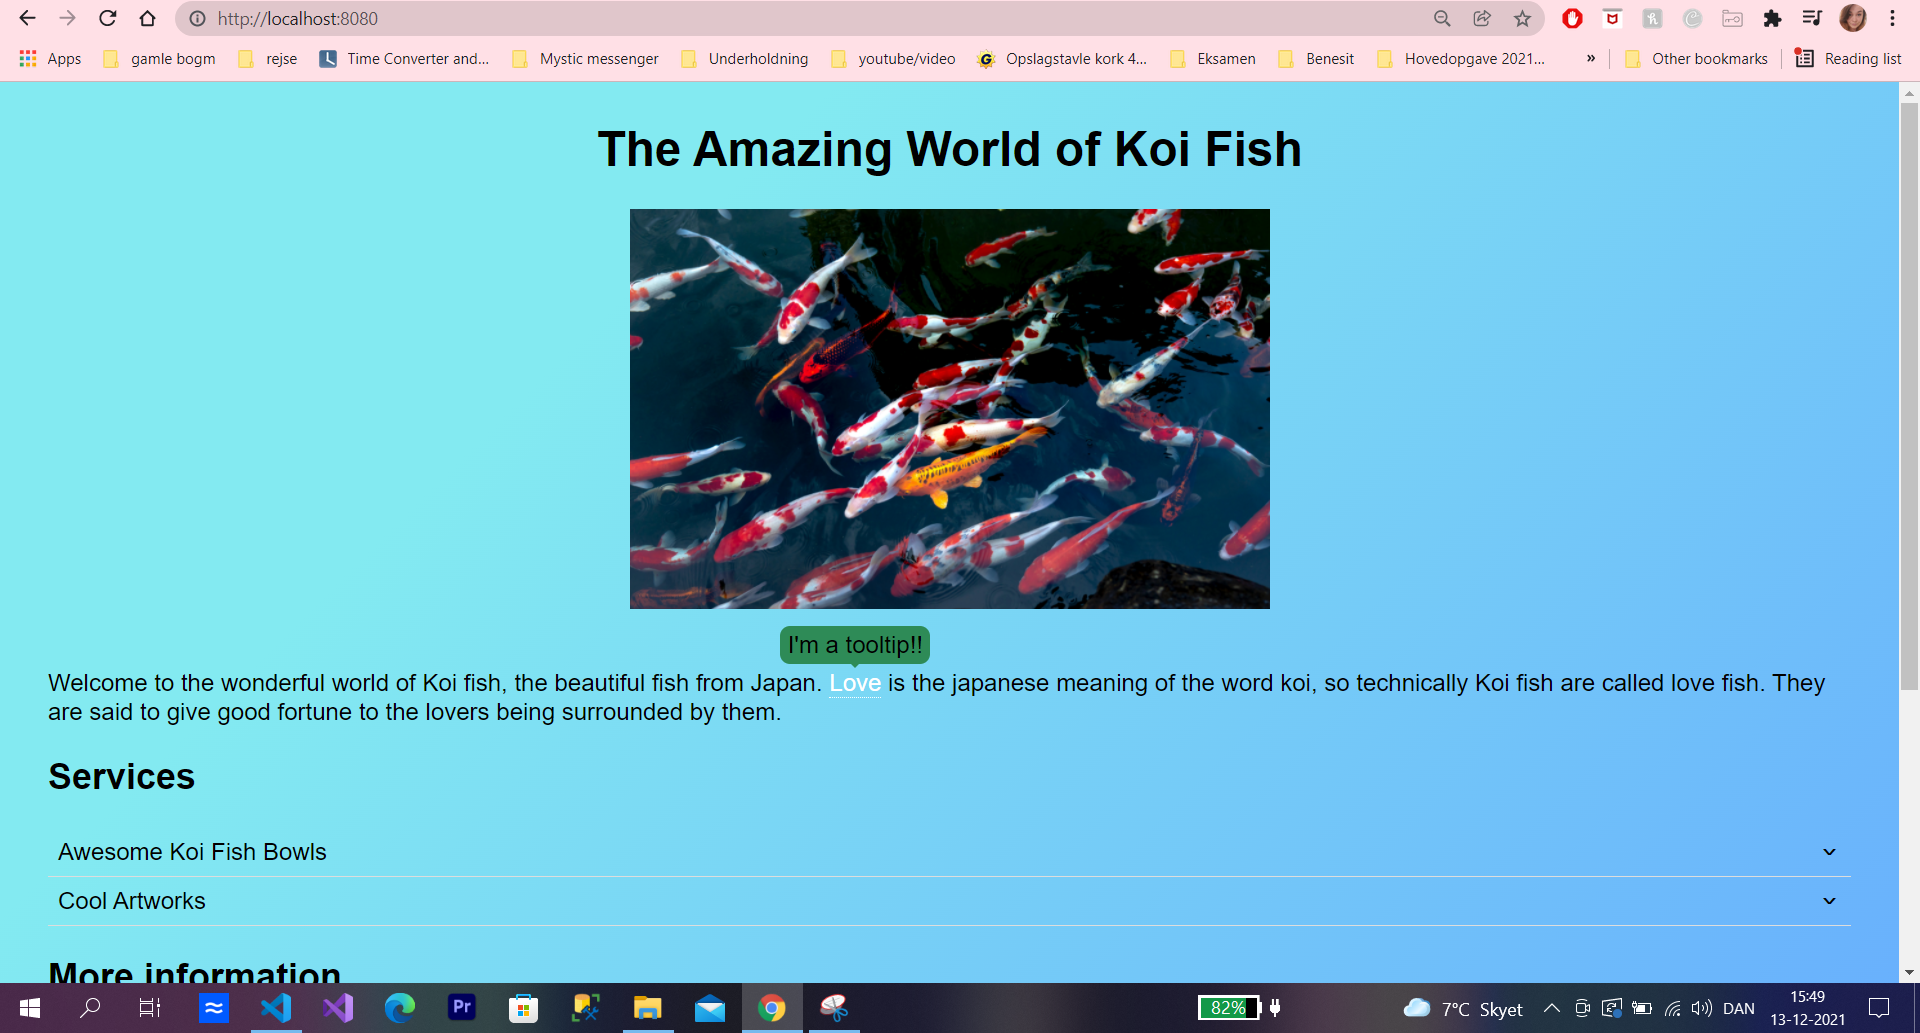 http://localhost:8080
Apps gamle bogm rejse Time Converter and... Mystic messenger Underholdning youtube/video Opslagstavle kork 4... Eksamen Benesit Hovedopgave 2021... » Other bookmarks Reading list
The Amazing World of Koi Fish
I'm a tooltip!!
Welcome to the wonderful world of Koi fish, the beautiful fish from Japan. Love is the japanese meaning of the word koi, so technically Koi fish are called love fish. They
are said to give good fortune to the lovers being surrounded by them.
Services
Awesome Koi Fish Bowls
Cool Artworks
More information
Pr 82% 7°C Skyet DAN 15:49
13-12-2021